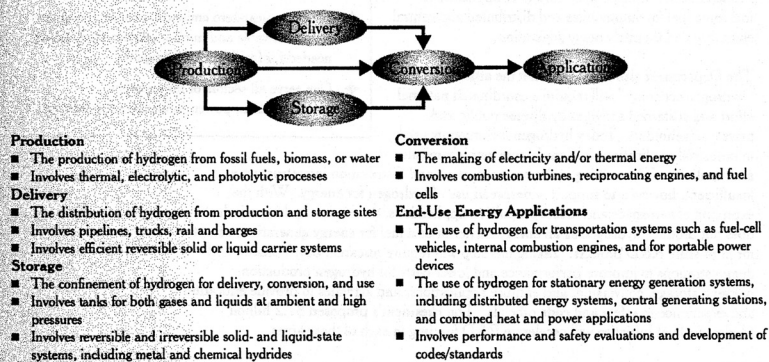 Delivery
Production
Conversion
Application
Storage
Production
■ The production of hydrogen from fossil fuels, biomass, or water
■ Involves thermal, electrolytic, and photolytic processes
Delivery
■ The distribution of hydrogen from production and storage sites
■ Involves pipelines, trucks, rail and barges
■ Involves efficient reversible solid or liquid carrier systems
Storage
■ The confinement of hydrogen for delivery, conversion, and use
■ Involves tanks for both gases and liquids at ambient and high
pressures
■ Involves reversible and irreversible solid- and liquid-state
systems, including metal and chemical hydrides
Conversion
■ The making of electricity and/or thermal energy
■ Involves combustion turbines, reciprocating engines, and fuel
cells
End-Use Energy Applications
■ The use of hydrogen for transportation systems such as fuel-cell
vehicles, internal combustion engines, and for portable power
devices
■ The use of hydrogen for stationary energy generation systems,
including distributed energy systems, central generating stations,
and combined heat and power applications
■ Involves performance and safety evaluations and development of
codes/standards